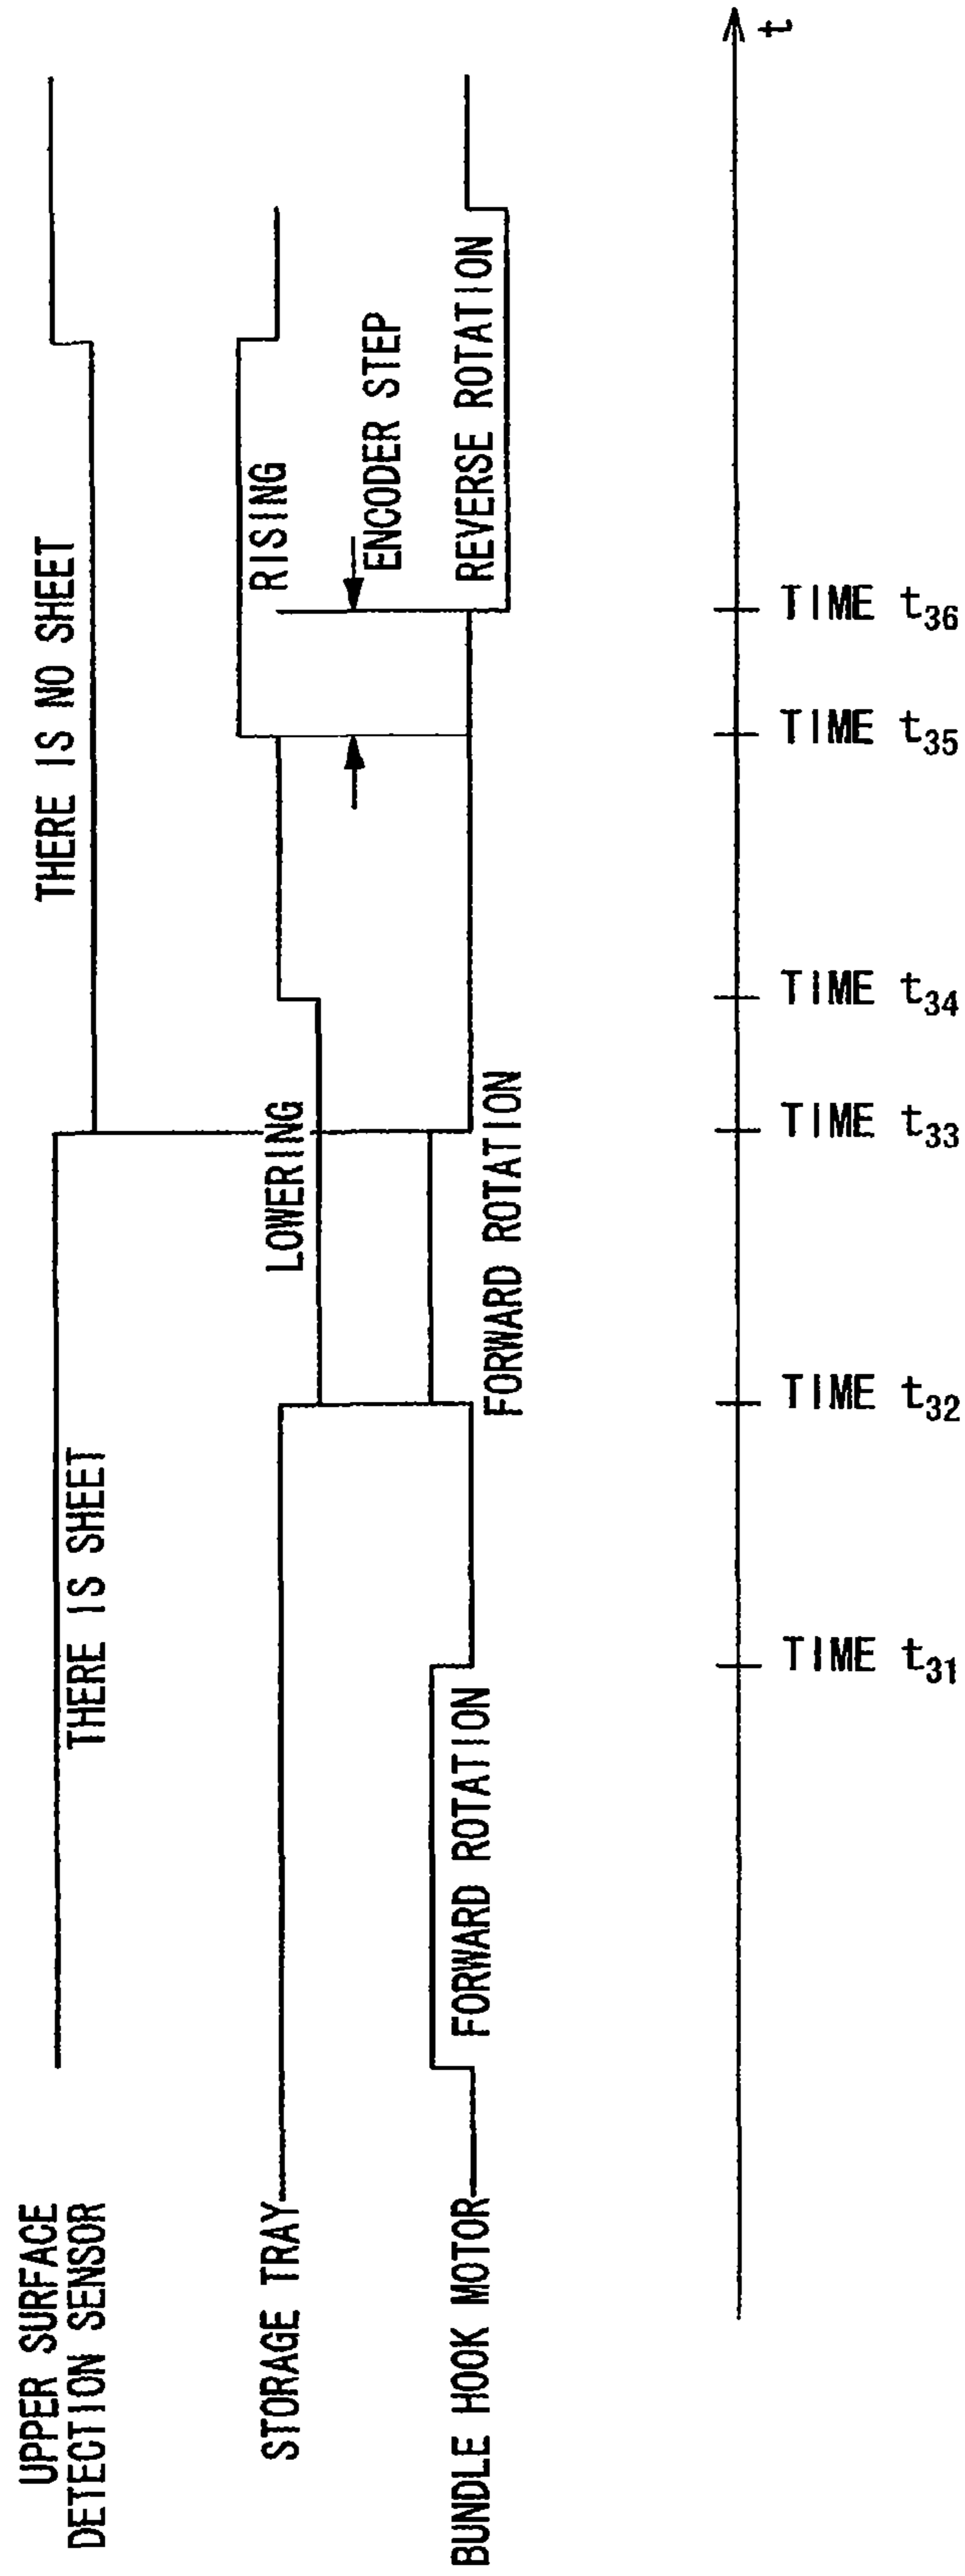 UPPER SURFACE
DETECTION SENSOR
THERE IS SHEET
THERE IS NO SHEET
STORAGE TRAY
LOWERING
RISING
ENCODER STEP
BUNDLE HOOK MOTOR
FORWARD ROTATION
FORWARD ROTATION
REVERSE ROTATION
TIME t31
TIME t32
TIME t33
TIME t34
TIME t35
TIME t36
t